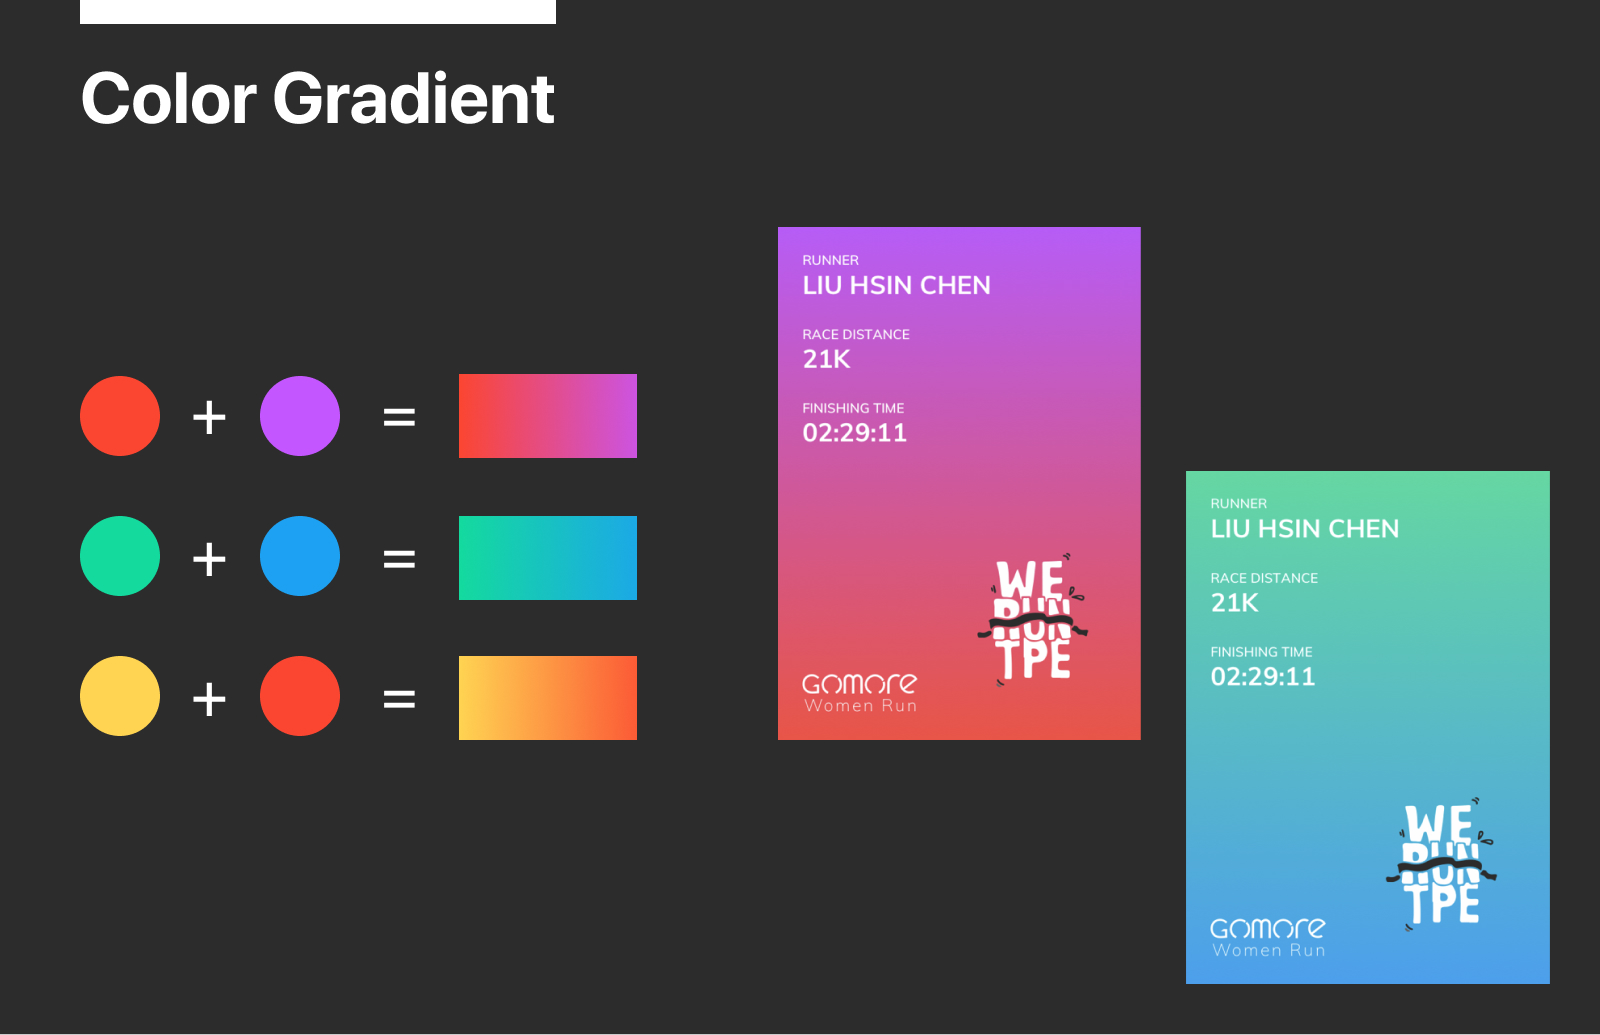 Color Gradient
+ =
+ =
+ =
RUNNER
LIU HSIN CHEN
RACE DISTANCE
21K
FINISHING TIME
02:29:11
WE
RUN
TPE
GOMORE
Women Run
RUNNER
LIU HSIN CHEN
RACE DISTANCE
21K
FINISHING TIME
02:29:11
WE
RUN
TPE
GOMORE
Women Run